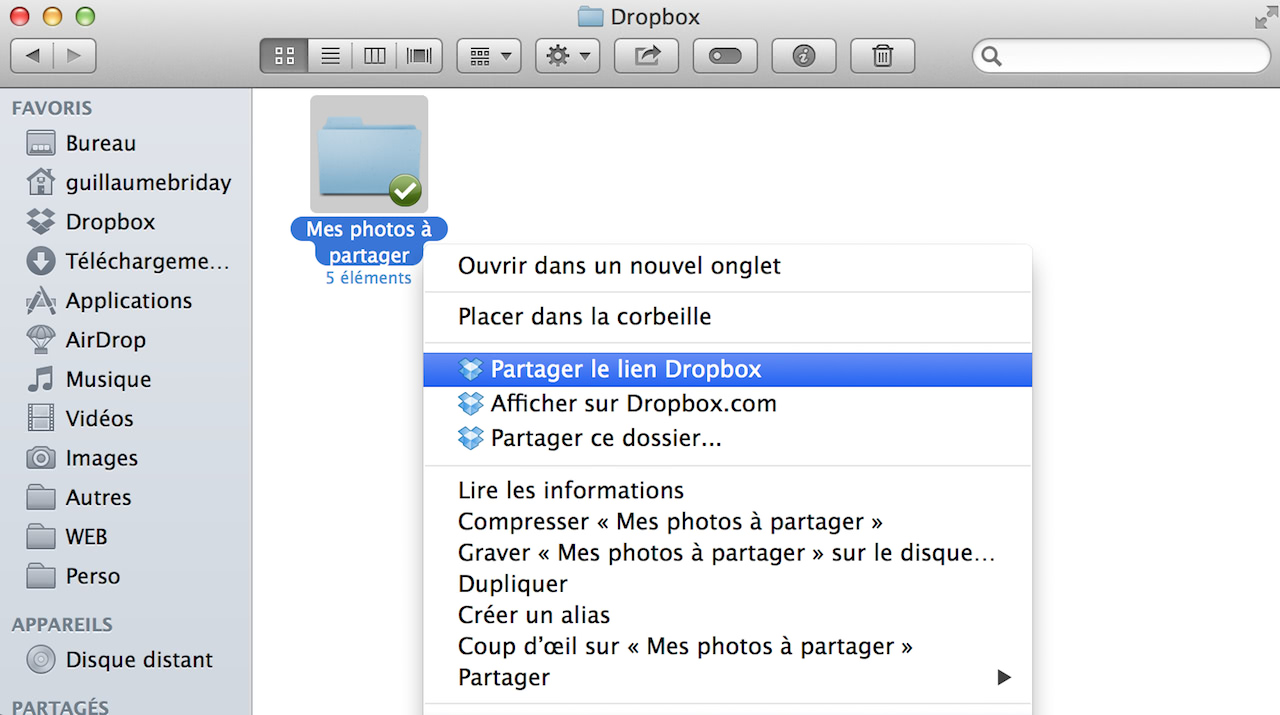 Dropbox
FAVORIS
Bureau
guillaumebriday
Dropbox
Téléchargeme...
Applications
AirDrop
Musique
Vidéos
Images
Autres
WEB
Perso
APPAREILS
Disque distant
PARTAGÉS
Mes photos à
partager
5 éléments
Ouvrir dans un nouvel onglet
Placer dans la corbeille
Partager le lien Dropbox
Afficher sur Dropbox.com
Partager ce dossier...
Lire les informations
Compresser « Mes photos à partager »
Graver « Mes photos à partager » sur le disque...
Dupliquer
Créer un alias
Coup d’œil sur « Mes photos à partager »
Partager